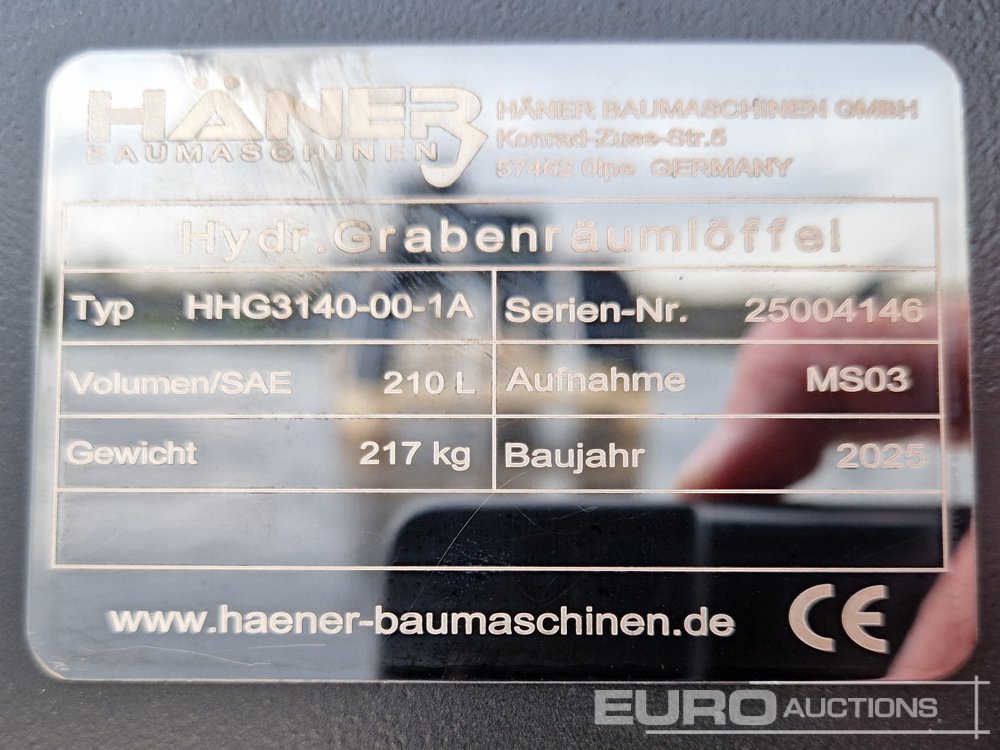 HÄNER
BAUMASCHINEN
HÄNER BAUMASCHINEN GMBH
Konrad-Zuse-Str.5
57462 Olpe GERMANY
Hydr.Grabenräumlöffel
Typ HHG3140-00-1A Serien-Nr. 25004146
Volumen/SAE 210 L Aufnahme MS03
Gewicht 217 kg Baujahr 2025
www.haener-baumaschinen.de CE
EURO AUCTIONS